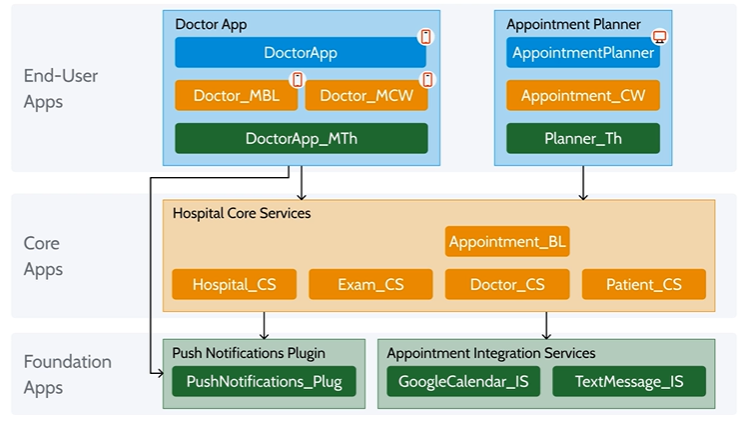 End-User
Apps
Doctor App
DoctorApp
Doctor_MBL
Doctor_MCW
DoctorApp_MTh
Appointment Planner
AppointmentPlanner
Appointment_CW
Planner_Th
Core
Apps
Hospital Core Services
Appointment_BL
Hospital_CS
Exam_CS
Doctor_CS
Patient_CS
Foundation
Apps
Push Notifications Plugin
PushNotifications_Plug
Appointment Integration Services
GoogleCalendar_IS
TextMessage_IS